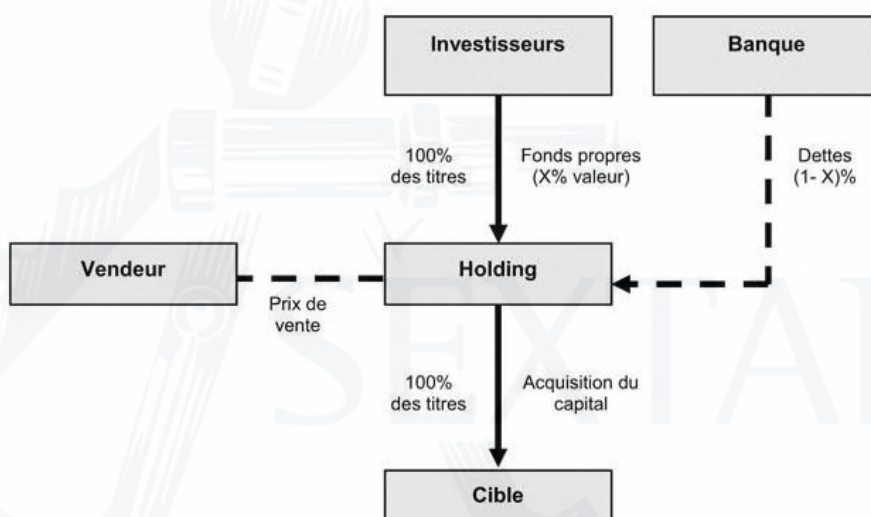 Investisseurs
Banque
100%
des titres
Fonds propres
(X% valeur)
Dettes
(1- X)%
Vendeur
Holding
Prix de
vente
100%
des titres
Acquisition du
capital
Cible
SEXTAN